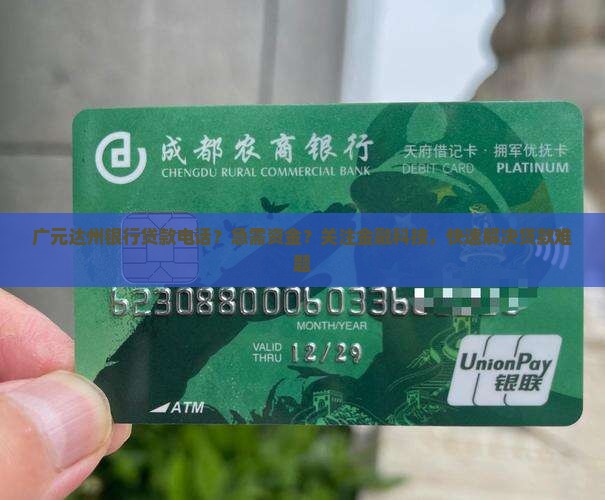 成都农商银行
CHENGDU RURAL COMMERCIAL BANK
天府借记卡·拥军优抚卡
DEBIT CARD PLATINUM
广元达州银行贷款电话？急需资金？关注金融科技，快速解决贷款难
题
MONTH/YEAR
VALID
THRU 12/29
UnionPay
银联
ATM